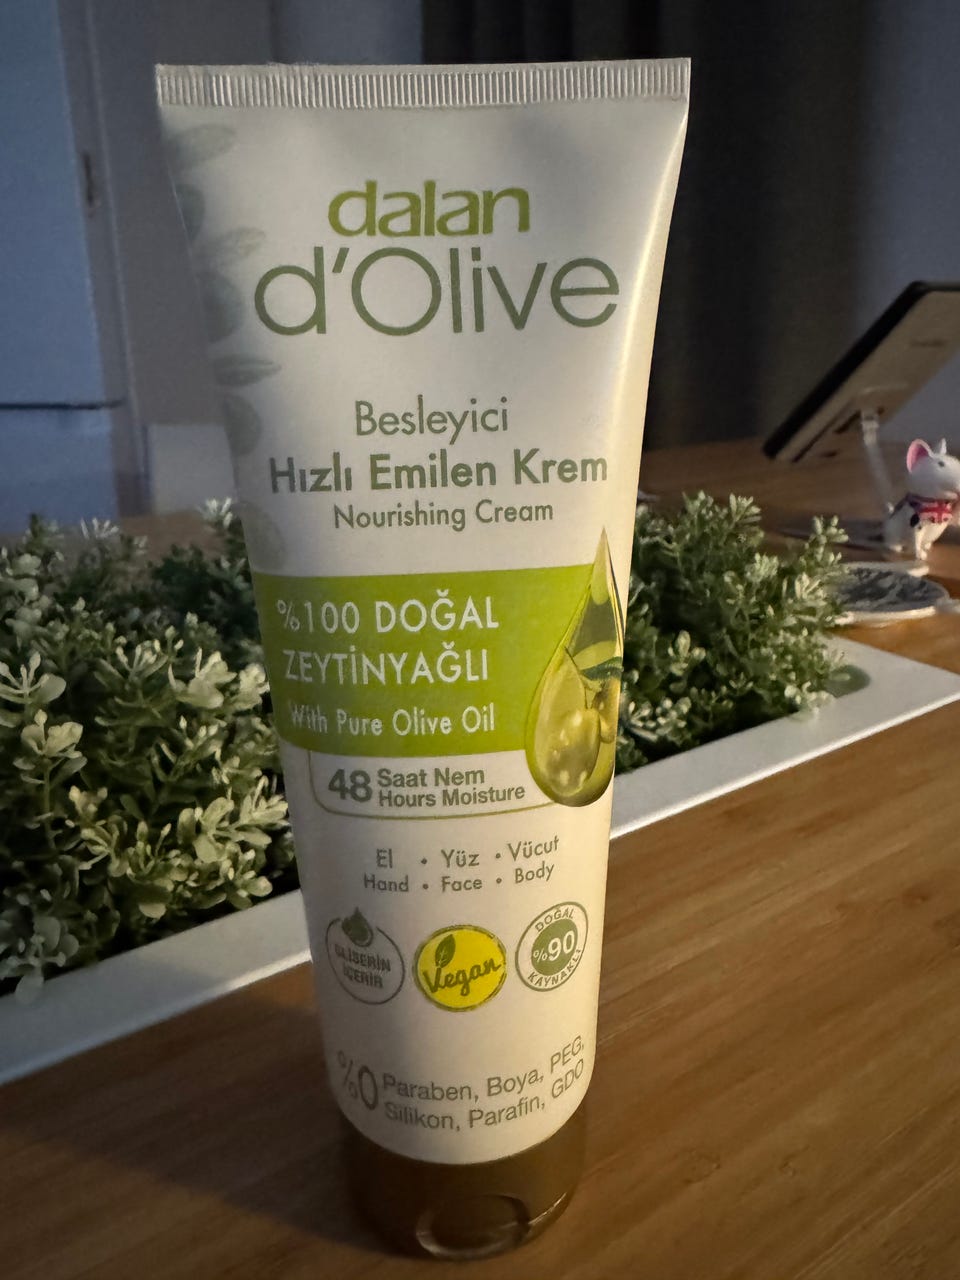 dalan
d'Olive
Besleyici
Hızlı Emilen Krem
Nourishing Cream
%100 DOĞAL
ZEYTİNYAĞLI
With Pure Olive Oil
48 Saat Nem
Hours Moisture
El • Yüz • Vücut
Hand • Face • Body
GLİSERİN
İÇERİR
Vegan
DOĞAL
%90
KAYNAKLI
%0 Paraben, Boya, PEG,
Silikon, Parafin, GDO